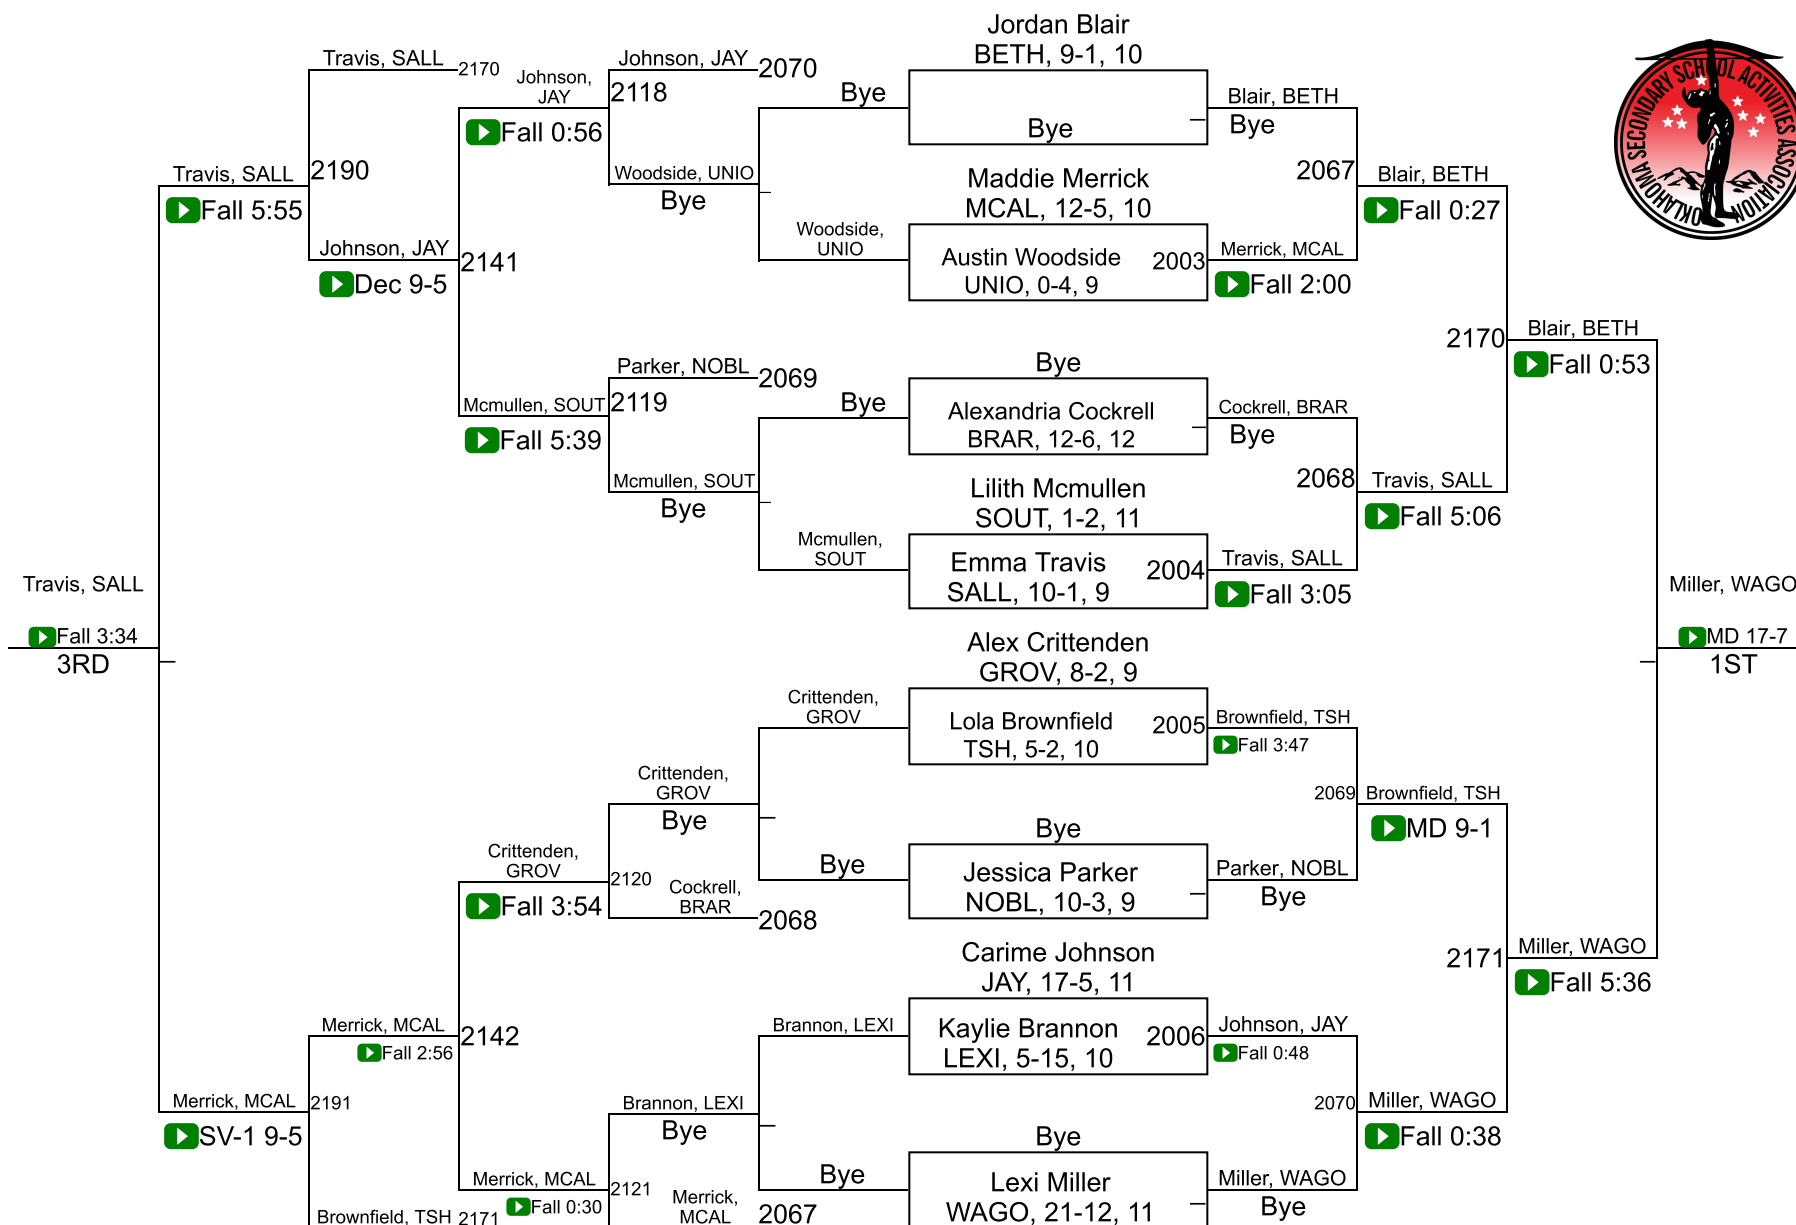 Jordan Blair
BETH, 9-1, 10
Bye
Maddie Merrick
MCAL, 12-5, 10
Austin Woodside
UNIO, 0-4, 9
2003
Bye
Alexandria Cockrell
BRAR, 12-6, 12
Lilith Mcmullen
SOUT, 1-2, 11
Emma Travis
SALL, 10-1, 9
2004
Alex Crittenden
GROV, 8-2, 9
Lola Brownfield
TSH, 5-2, 10
2005
Bye
Jessica Parker
NOBL, 10-3, 9
Carime Johnson
JAY, 17-5, 11
Kaylie Brannon
LEXI, 5-15, 10
2006
Bye
Lexi Miller
WAGO, 21-12, 11
Blair, BETH
Bye
2067
Merrick, MCAL
Fall 2:00
Cockrell, BRAR
Bye
2068
Travis, SALL
Fall 3:05
Brownfield, TSH
Fall 3:47
2069
Parker, NOBL
Bye
Johnson, JAY
Fall 0:48
2070
Miller, WAGO
Bye
Blair, BETH
Fall 0:27
2170
Travis, SALL
Fall 5:06
Brownfield, TSH
MD 9-1
2171
Miller, WAGO
Fall 0:38
Blair, BETH
Fall 0:53
Miller, WAGO
Fall 5:36
Miller, WAGO
MD 17-7
1ST
OKLAHOMA SECONDARY SCHOOL ACTIVITIES ASSOCIATION
Bye
Woodside,
UNIO
Bye
Mcmullen,
SOUT
Crittenden,
GROV
Bye
Brannon, LEXI
Bye
Johnson, JAY
2070
2118
Woodside, UNIO
Bye
Parker, NOBL
2069
2119
Mcmullen, SOUT
Bye
Crittenden,
GROV
Bye
2120
Cockrell,
BRAR
2068
Brannon, LEXI
Bye
2121
Merrick,
MCAL
2067
Johnson,
JAY
Fall 0:56
2141
Mcmullen, SOUT
Fall 5:39
Crittenden,
GROV
Fall 3:54
2142
Merrick, MCAL
Fall 0:30
Travis, SALL
2170
2190
Johnson, JAY
Dec 9-5
Merrick, MCAL
Fall 2:56
2191
Brownfield, TSH
2171
Travis, SALL
Fall 5:55
Merrick, MCAL
SV-1 9-5
Travis, SALL
Fall 3:34
3RD